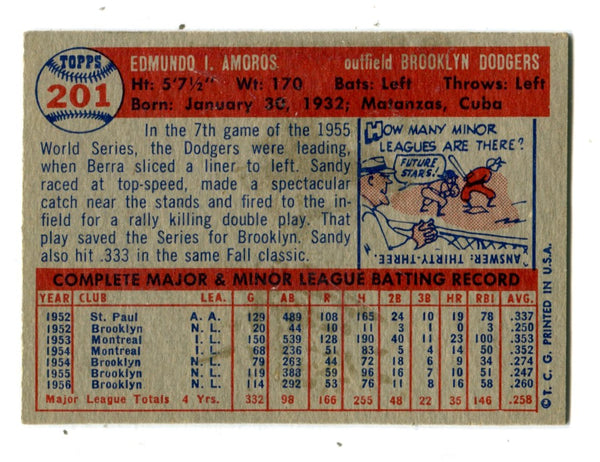 TOPPS
201
EDMUNDO I. AMOROS outfield BROOKLYN DODGERS
Ht: 5'7½" Wt: 170 Bats: Left Throws: Left
Born: January 30, 1932; Matanzas, Cuba
In the 7th game of the 1955
World Series, the Dodgers were leading,
when Berra sliced a liner to left. Sandy
raced at top-speed, made a spectacular
catch near the stands and fired to the in-
field for a rally killing double play. That
play saved the Series for Brooklyn. Sandy
also hit .333 in the same Fall classic.
HOW MANY MINOR
LEAGUES ARE THERE?
FUTURE
STARS.
ANSWER: THIRTY-THREE.
COMPLETE MAJOR & MINOR LEAGUE BATTING RECORD
YEAR CLUB LEA. G AB R H 2B 3B HR RBI AVG.
1952 St. Paul A. A. 129 489 108 165 24 10 19 78 .337
1952 Brooklyn N. L. 20 44 10 11 3 1 0 3 .250
1953 Montreal I. L. 150 539 128 190 40 11 23 100 .353
1954 Montreal I. L. 68 236 51 83 5 4 14 50 .352
1954 Brooklyn N. L. 79 263 44 72 18 6 9 34 .274
1955 Brooklyn N. L. 119 388 59 96 16 7 10 51 .247
1956 Brooklyn N. L. 114 292 53 76 11 8 16 58 .260
Major League Totals 4 Yrs. 332 98 166 255 48 22 35 146 .258
© T. C. G. PRINTED IN U.S.A.